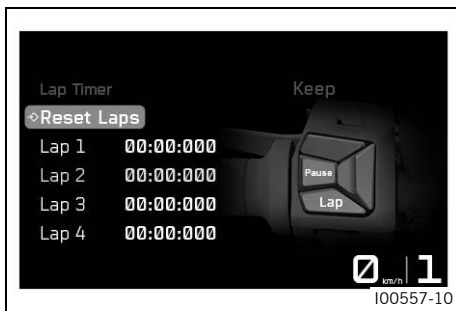 Lap Timer
Keep
Reset Laps
Lap 1 00:00:000
Lap 2 00:00:000
Lap 3 00:00:000
Lap 4 00:00:000
Pause
Lap
0 km/h 1
I00557-10